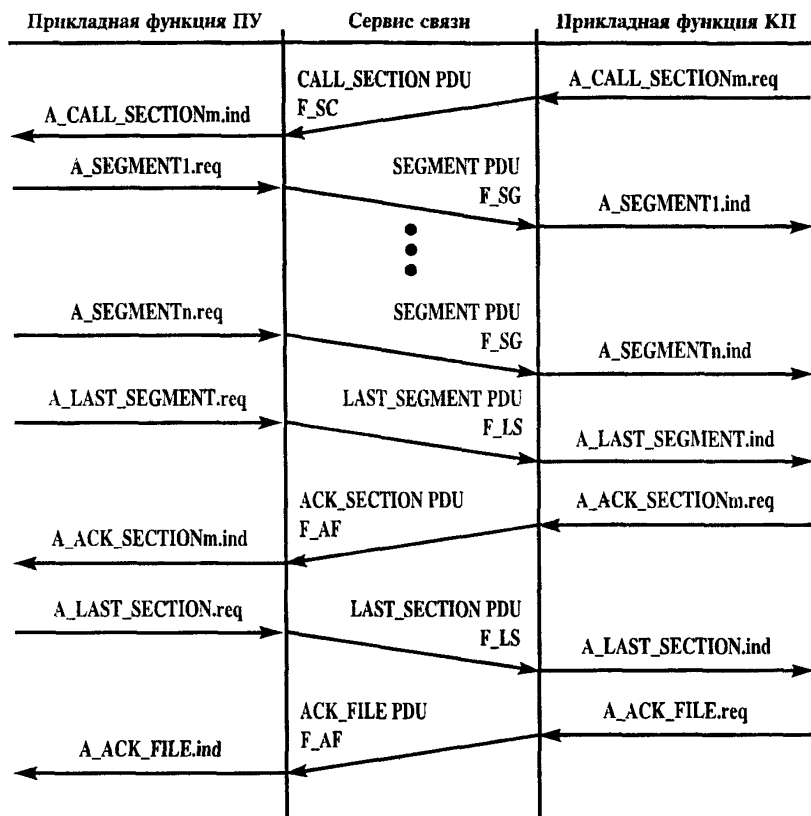 Прикладная функция ПУ Сервис связи Прикладная функция КП
CALL_SECTION PDU
F_SC
A_CALL_SECTIONm.req
A_CALL_SECTIONm.ind
A_SEGMENT1.req
SEGMENT PDU
F_SG
A_SEGMENT1.ind
A_SEGMENTn.req
SEGMENT PDU
F_SG
A_SEGMENTn.ind
A_LAST_SEGMENT.req
LAST_SEGMENT PDU
F_LS
A_LAST_SEGMENT.ind
ACK_SECTION PDU
F_AF
A_ACK_SECTIONm.req
A_ACK_SECTIONm.ind
A_LAST_SECTION.req
LAST_SECTION PDU
F_LS
A_LAST_SECTION.ind
ACK_FILE PDU
F_AF
A_ACK_FILE.req
A_ACK_FILE.ind